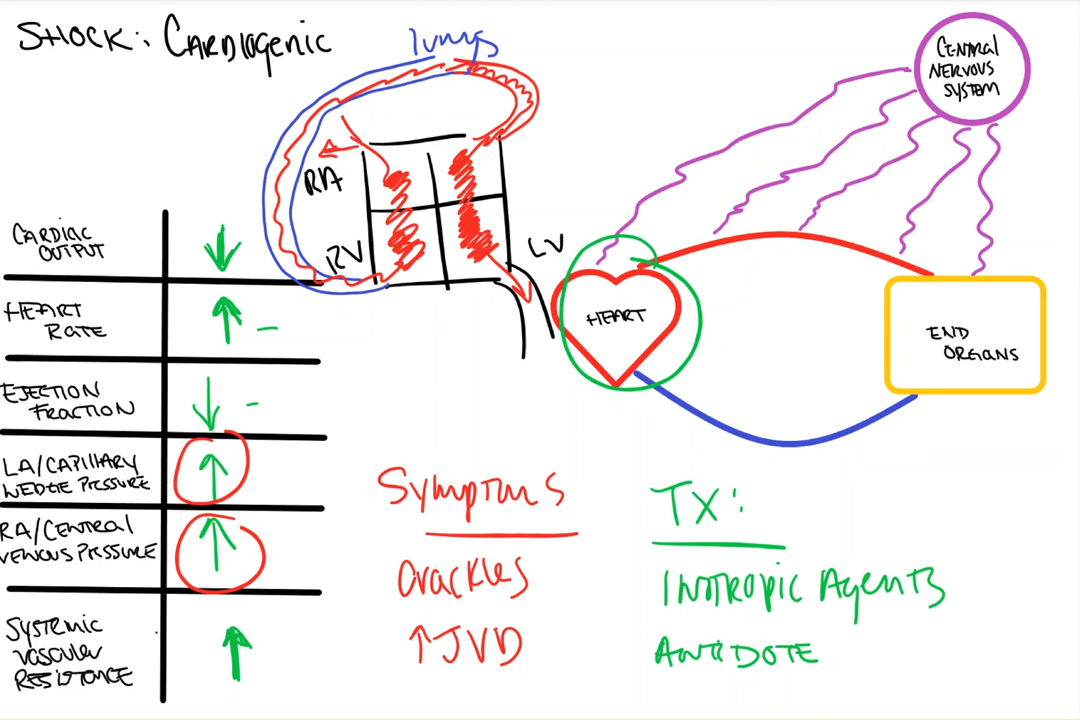 SHOCK: CARDIOGENIC
lungs
CENTRAL
NERVOUS
SYSTEM
RA
RV
LV
HEART
END
ORGANS
CARDIAC
OUTPUT
↓
HEART
RATE
↑ –
EJECTION
FRACTION
↓ –
LA/CAPILLARY
WEDGE PRESSURE
↑
RA/CENTRAL
VENOUS PRESSURE
↑
SYSTEMIC
VASCULAR
RESISTANCE
↑
Symptoms
Crackles
↑JVD
TX:
INOTROPIC AGENTS
ANTIDOTE